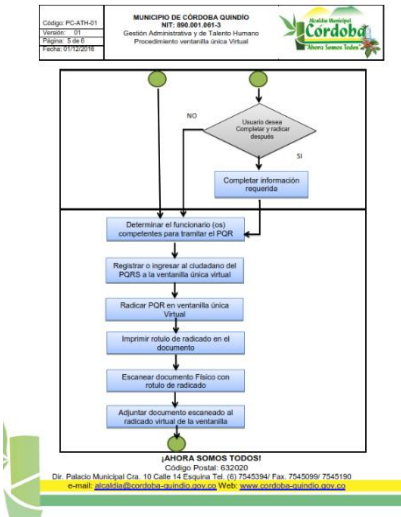 Código: PC-ATH-01
Versión: 01
Página: 5 de 6
Fecha: 01/12/2016
MUNICIPIO DE CÓRDOBA QUINDÍO
NIT: 890.001.061-3
Gestión Administrativa y de Talento Humano
Procedimiento ventanilla única Virtual
Alcaldía Municipal
Córdoba
"Ahora Somos Todos"
NO
Usuario desea
Completar y radicar
después
SI
Completar información
requerida
Determinar el funcionario (os)
competentes para tramitar el PQR
Registrar o ingresar al ciudadano del
PQRS a la ventanilla única virtual
Radicar PQR en ventanilla única
Virtual
Imprimir rotulo de radicado en el
documento
Escanear documento Físico con
rotulo de radicado
Adjuntar documento escaneado al
radicado virtual de la ventanilla
¡AHORA SOMOS TODOS!
Código Postal: 632020
Dir. Palacio Municipal Cra. 10 Calle 14 Esquina Tel. (6) 7545394/ Fax. 7545099/ 7545190
e-mail: alcaldia@cordoba-quindio.gov.co Web: www.cordoba-quindio.gov.co